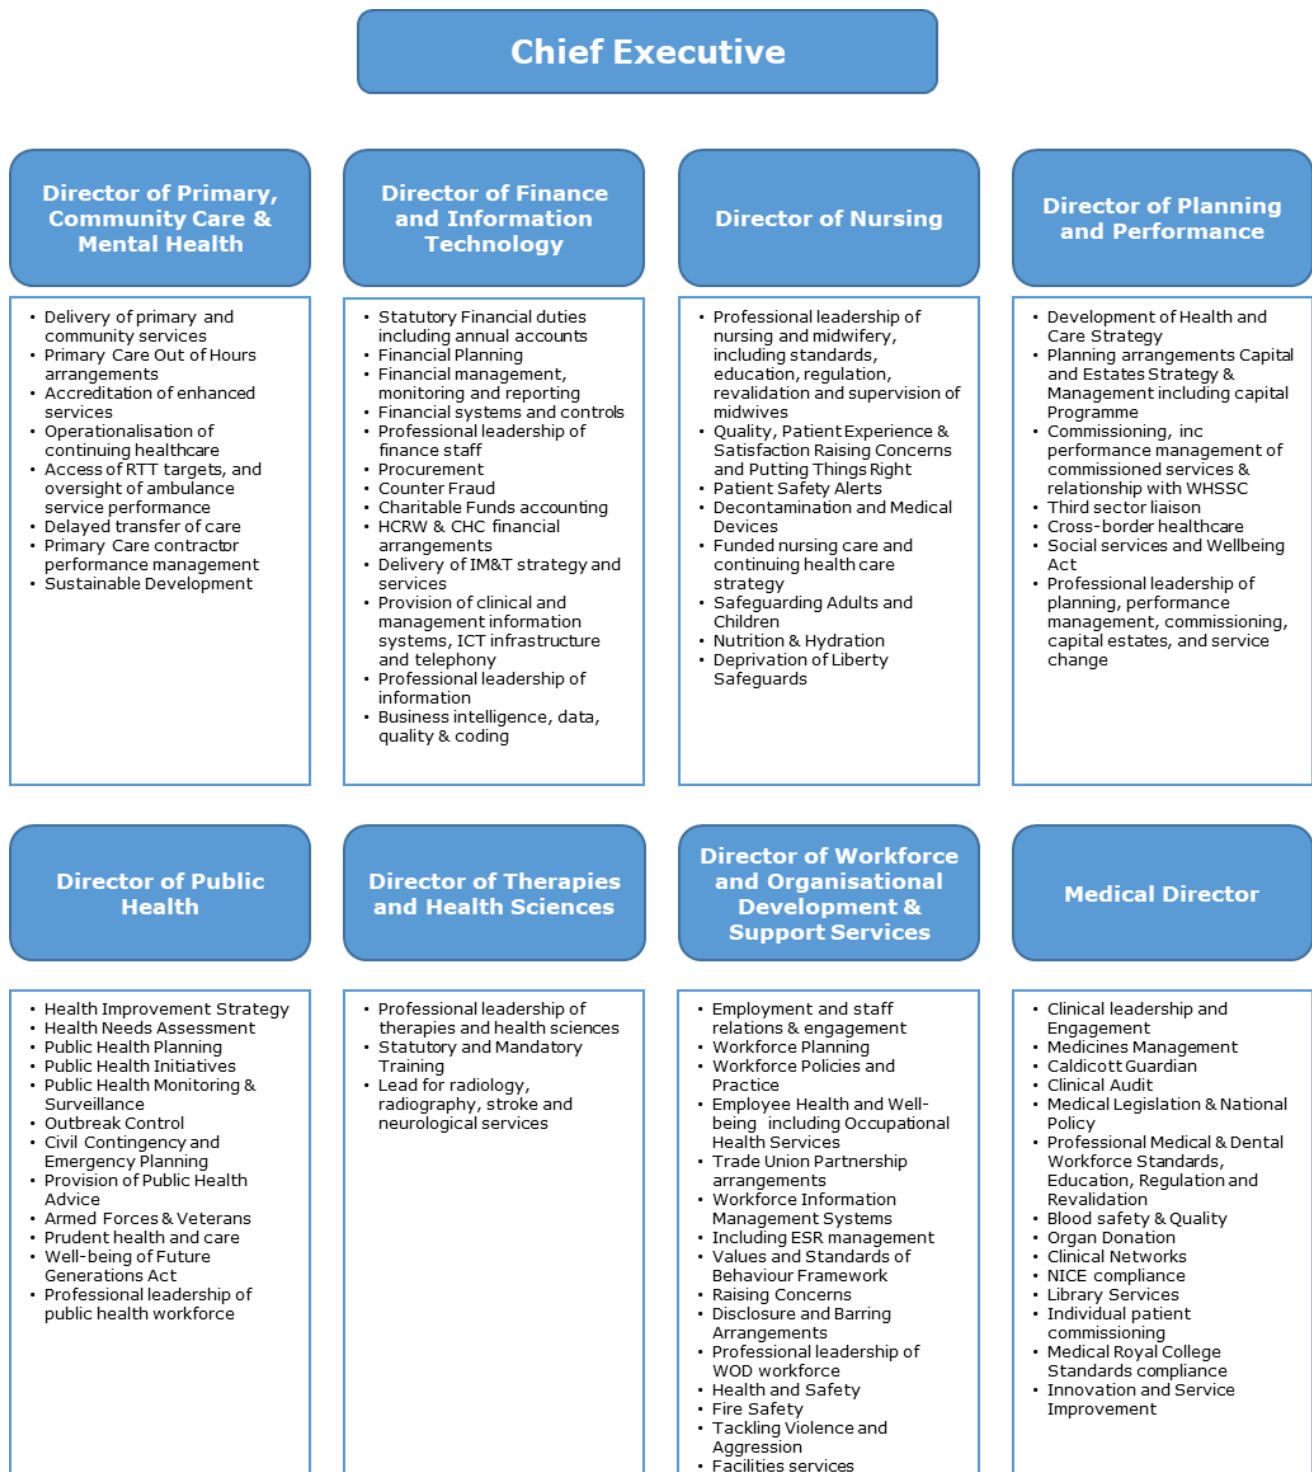 Chief Executive
Director of Primary,
Community Care &
Mental Health
• Delivery of primary and
community services
• Primary Care Out of Hours
arrangements
• Accreditation of enhanced
services
• Operationalisation of
continuing healthcare
• Access of RTT targets, and
oversight of ambulance
service performance
• Delayed transfer of care
• Primary Care contractor
performance management
• Sustainable Development
Director of Finance
and Information
Technology
• Statutory Financial duties
including annual accounts
• Financial Planning
• Financial management,
monitoring and reporting
• Financial systems and controls
• Professional leadership of
finance staff
• Procurement
• Counter Fraud
• Charitable Funds accounting
• HCRW & CHC financial
arrangements
• Delivery of IM&T strategy and
services
• Provision of clinical and
management information
systems, ICT infrastructure
and telephony
• Professional leadership of
information
• Business intelligence, data,
quality & coding
Director of Nursing
• Professional leadership of
nursing and midwifery,
including standards,
education, regulation,
revalidation and supervision of
midwives
• Quality, Patient Experience &
Satisfaction Raising Concerns
and Putting Things Right
• Patient Safety Alerts
• Decontamination and Medical
Devices
• Funded nursing care and
continuing health care
strategy
• Safeguarding Adults and
Children
• Nutrition & Hydration
• Deprivation of Liberty
Safeguards
Director of Planning
and Performance
• Development of Health and
Care Strategy
• Planning arrangements Capital
and Estates Strategy &
Management including capital
Programme
• Commissioning, inc
performance management of
commissioned services &
relationship with WHSSC
• Third sector liaison
• Cross-border healthcare
• Social services and Wellbeing
Act
• Professional leadership of
planning, performance
management, commissioning,
capital estates, and service
change
Director of Public
Health
• Health Improvement Strategy
• Health Needs Assessment
• Public Health Planning
• Public Health Initiatives
• Public Health Monitoring &
Surveillance
• Outbreak Control
• Civil Contingency and
Emergency Planning
• Provision of Public Health
Advice
• Armed Forces & Veterans
• Prudent health and care
• Well-being of Future
Generations Act
• Professional leadership of
public health workforce
Director of Therapies
and Health Sciences
• Professional leadership of
therapies and health sciences
• Statutory and Mandatory
Training
• Lead for radiology,
radiography, stroke and
neurological services
Director of Workforce
and Organisational
Development &
Support Services
• Employment and staff
relations & engagement
• Workforce Planning
• Workforce Policies and
Practice
• Employee Health and Well-
being including Occupational
Health Services
• Trade Union Partnership
arrangements
• Workforce Information
Management Systems
• Including ESR management
• Values and Standards of
Behaviour Framework
• Raising Concerns
• Disclosure and Barring
Arrangements
• Professional leadership of
WOD workforce
• Health and Safety
• Fire Safety
• Tackling Violence and
Aggression
• Facilities services
Medical Director
• Clinical leadership and
Engagement
• Medicines Management
• Caldicott Guardian
• Clinical Audit
• Medical Legislation & National
Policy
• Professional Medical & Dental
Workforce Standards,
Education, Regulation and
Revalidation
• Blood safety & Quality
• Organ Donation
• Clinical Networks
• NICE compliance
• Library Services
• Individual patient
commissioning
• Medical Royal College
Standards compliance
• Innovation and Service
Improvement